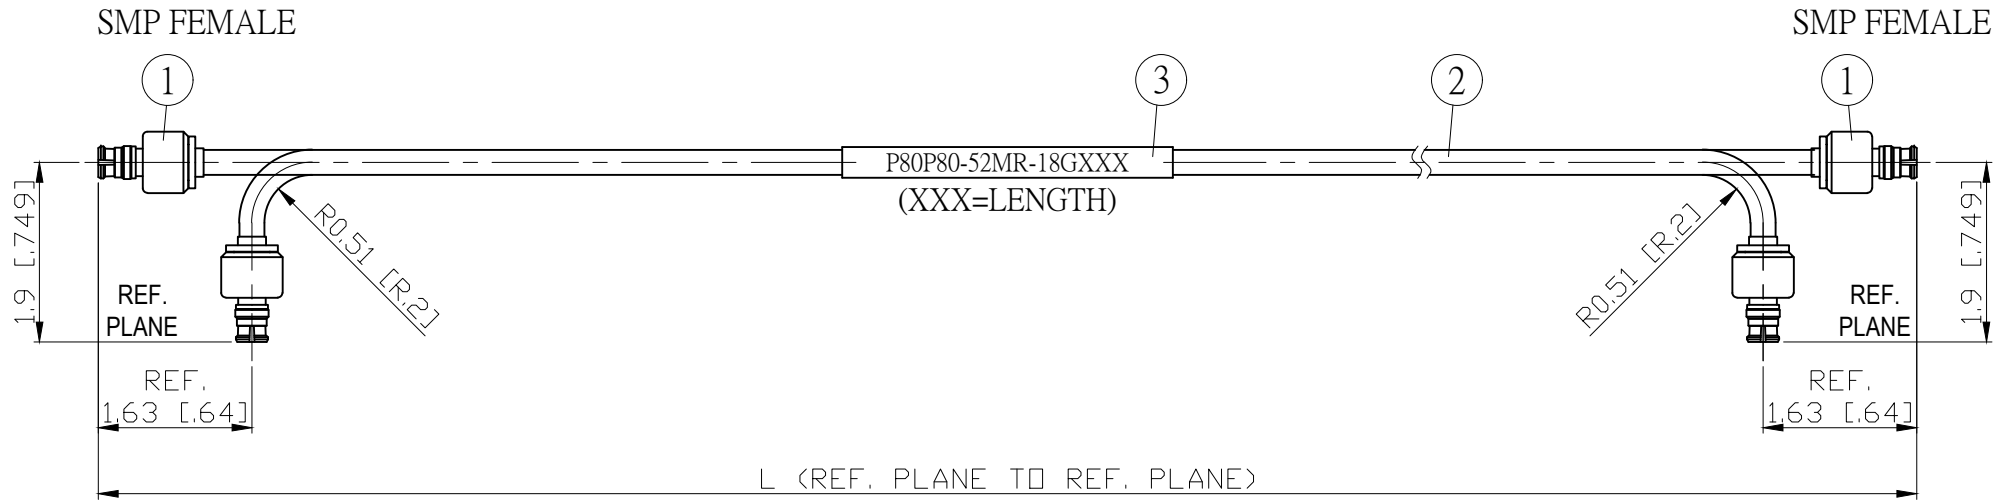 SMP FEMALE
SMP FEMALE
1
3
2
1
P80P80-52MR-18GXXX
(XXX=LENGTH)
1.9 [.749]
R0.51 [R.2]
R0.51 [R.2]
1.9 [.749]
REF.
PLANE
REF.
PLANE
REF.
1.63 [.64]
REF.
1.63 [.64]
L (REF. PLANE TO REF. PLANE)